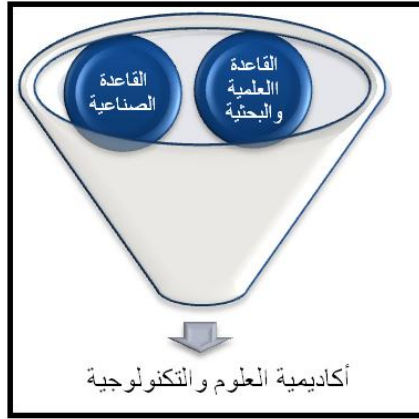 القاعدة
االعلمية
والبحثية
القاعدة
الصناعية
أكاديمية العلوم والتكنولوجية